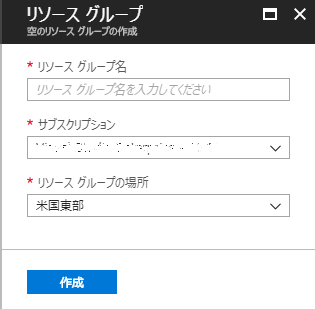 リソース グループ
空のリソース グループの作成
* リソース グループ名
リソース グループ名を入力してください
* サブスクリプション
* リソース グループの場所
米国東部
作成